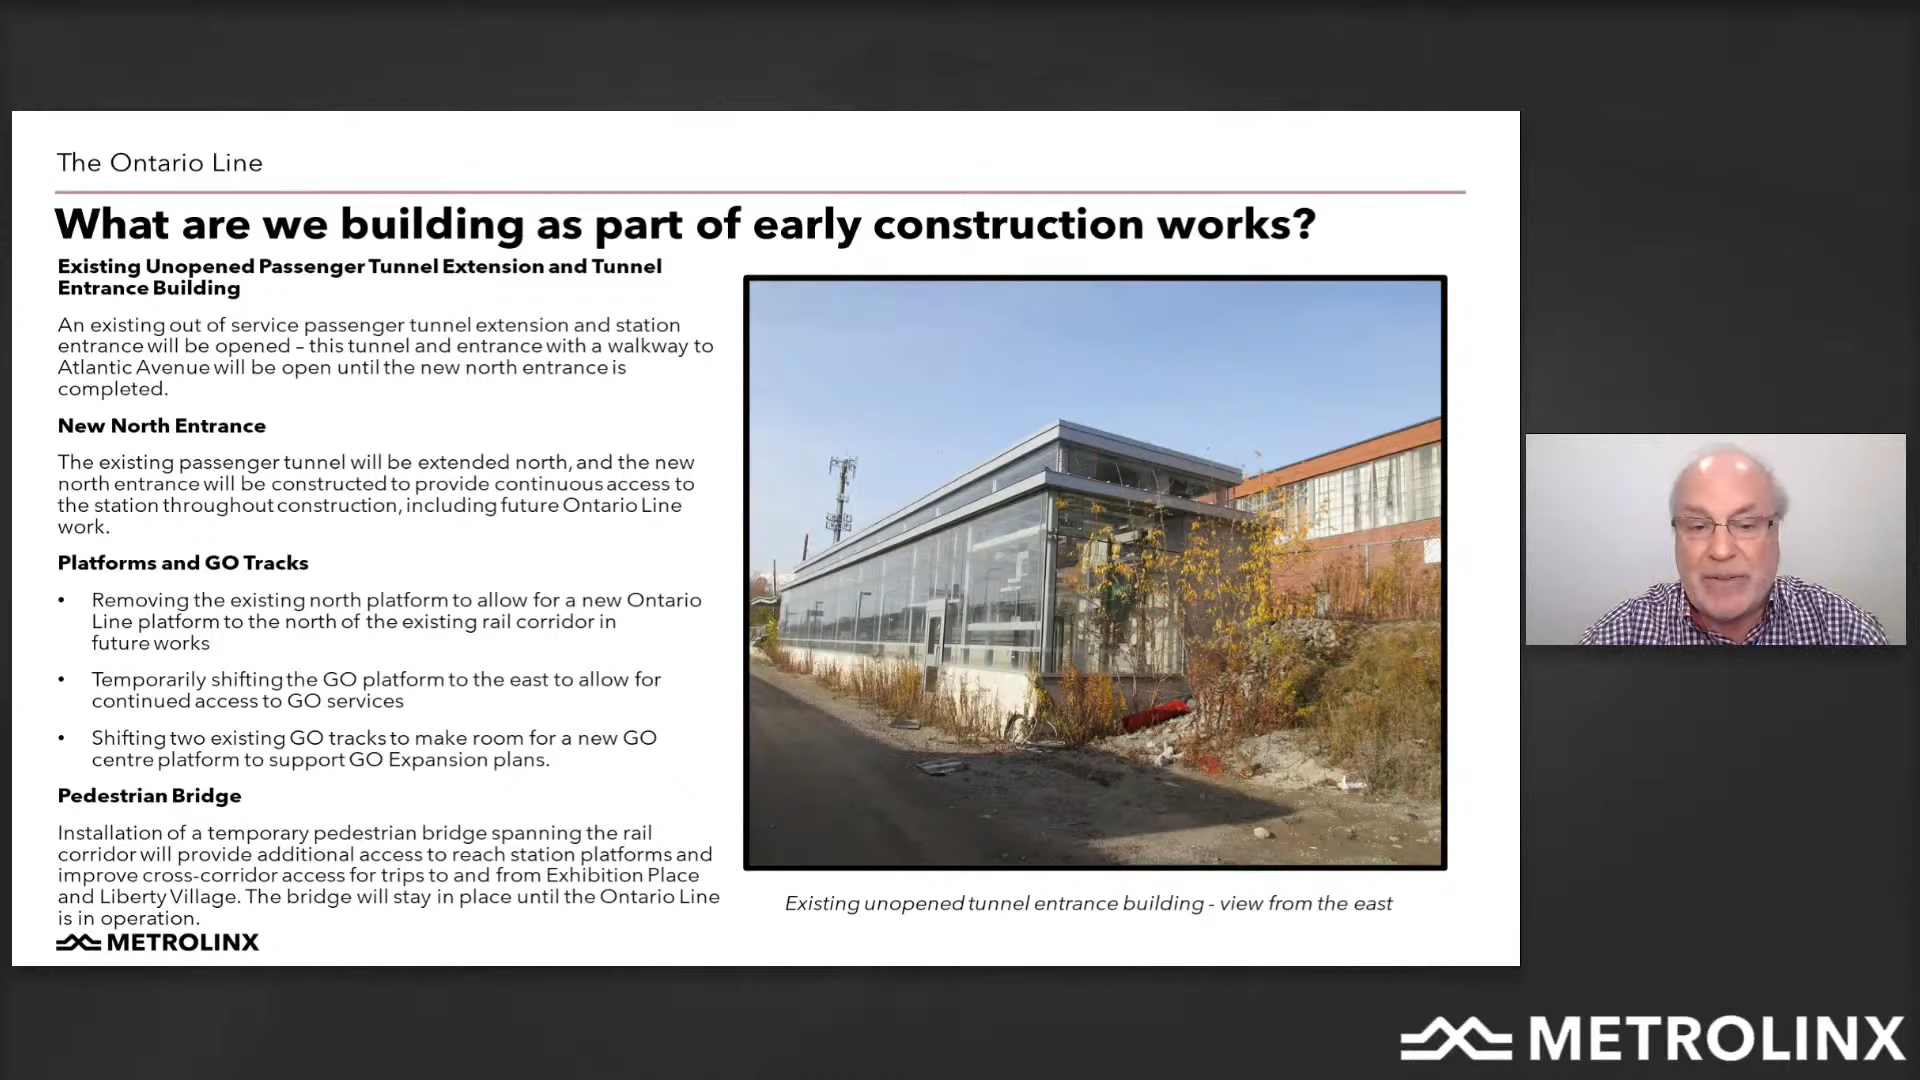 The Ontario Line
What are we building as part of early construction works?
Existing Unopened Passenger Tunnel Extension and Tunnel
Entrance Building
An existing out of service passenger tunnel extension and station
entrance will be opened – this tunnel and entrance with a walkway to
Atlantic Avenue will be open until the new north entrance is
completed.
New North Entrance
The existing passenger tunnel will be extended north, and the new
north entrance will be constructed to provide continuous access to
the station throughout construction, including future Ontario Line
work.
Platforms and GO Tracks
• Removing the existing north platform to allow for a new Ontario
Line platform to the north of the existing rail corridor in
future works
• Temporarily shifting the GO platform to the east to allow for
continued access to GO services
• Shifting two existing GO tracks to make room for a new GO
centre platform to support GO Expansion plans.
Pedestrian Bridge
Installation of a temporary pedestrian bridge spanning the rail
corridor will provide additional access to reach station platforms and
improve cross-corridor access for trips to and from Exhibition Place
and Liberty Village. The bridge will stay in place until the Ontario Line
is in operation.
METROLINX
Existing unopened tunnel entrance building - view from the east
METROLINX